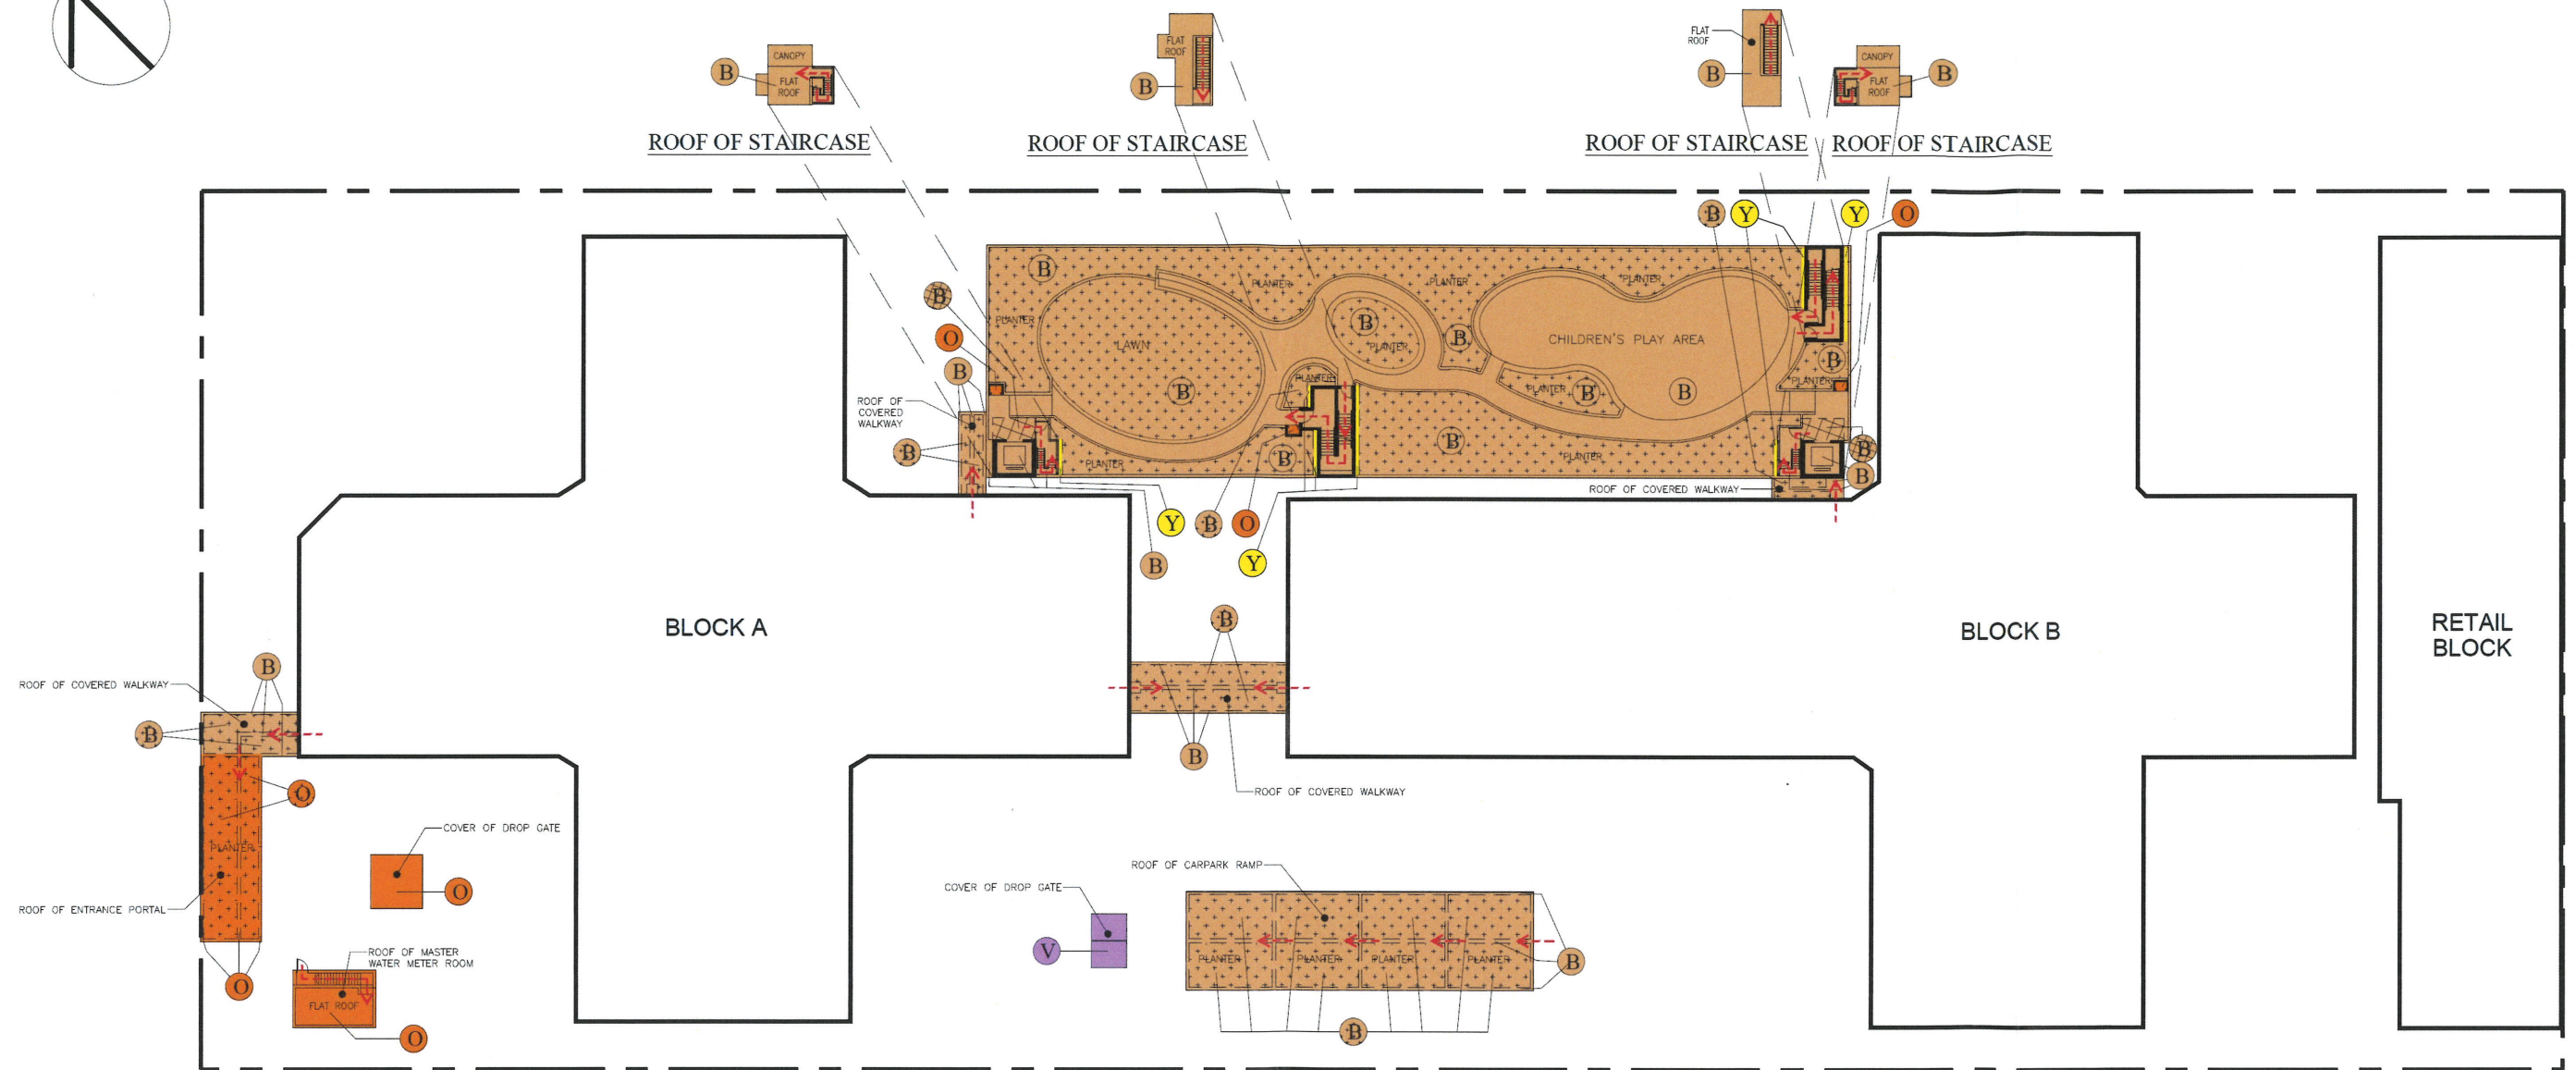 CANOPY
FLAT
ROOF
B
ROOF OF STAIRCASE
FLAT
ROOF
B
ROOF OF STAIRCASE
FLAT
ROOF
B
ROOF OF STAIRCASE
CANOPY
FLAT
ROOF
B
ROOF OF STAIRCASE
B
Y
Y
O
B
PLANTER
PLANTER
PLANTER
B
PLANTER
O
B
LAWN
B
B
PLANTER
B
CHILDREN'S PLAY AREA
B
PLANTER
B
PLANTER
B
B
PLANTER
ROOF OF
COVERED
WALKWAY
B
PLANTER
B
B
PLANTER
B
B
ROOF OF COVERED WALKWAY
Y
B
O
Y
B
BLOCK A
B
BLOCK B
RETAIL
BLOCK
B
ROOF OF COVERED WALKWAY
B
B
ROOF OF COVERED WALKWAY
O
PLANTER
ROOF OF ENTRANCE PORTAL
O
COVER OF DROP GATE
O
ROOF OF MASTER
WATER METER ROOM
FLAT ROOF
O
COVER OF DROP GATE
V
ROOF OF CARPARK RAMP
PLANTER
PLANTER
PLANTER
PLANTER
B
B